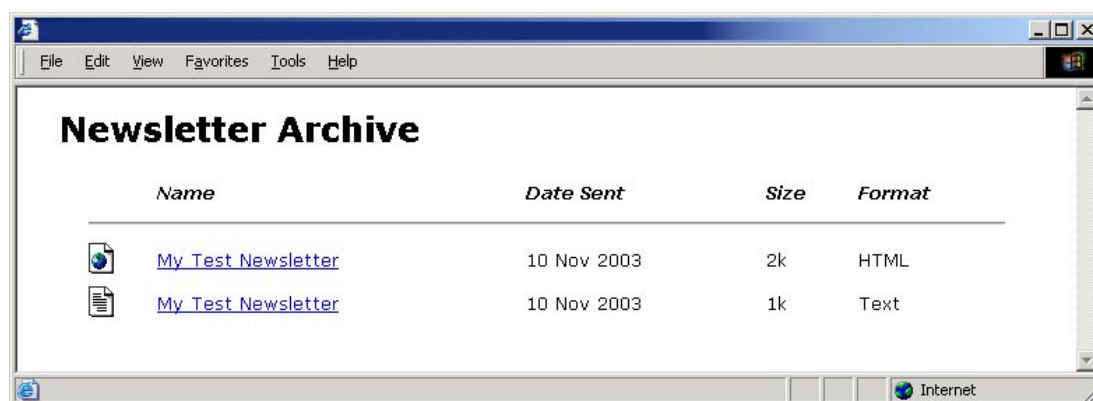 File Edit View Favorites Tools Help
Newsletter Archive
Name Date Sent Size Format
My Test Newsletter 10 Nov 2003 2k HTML
My Test Newsletter 10 Nov 2003 1k Text
Internet